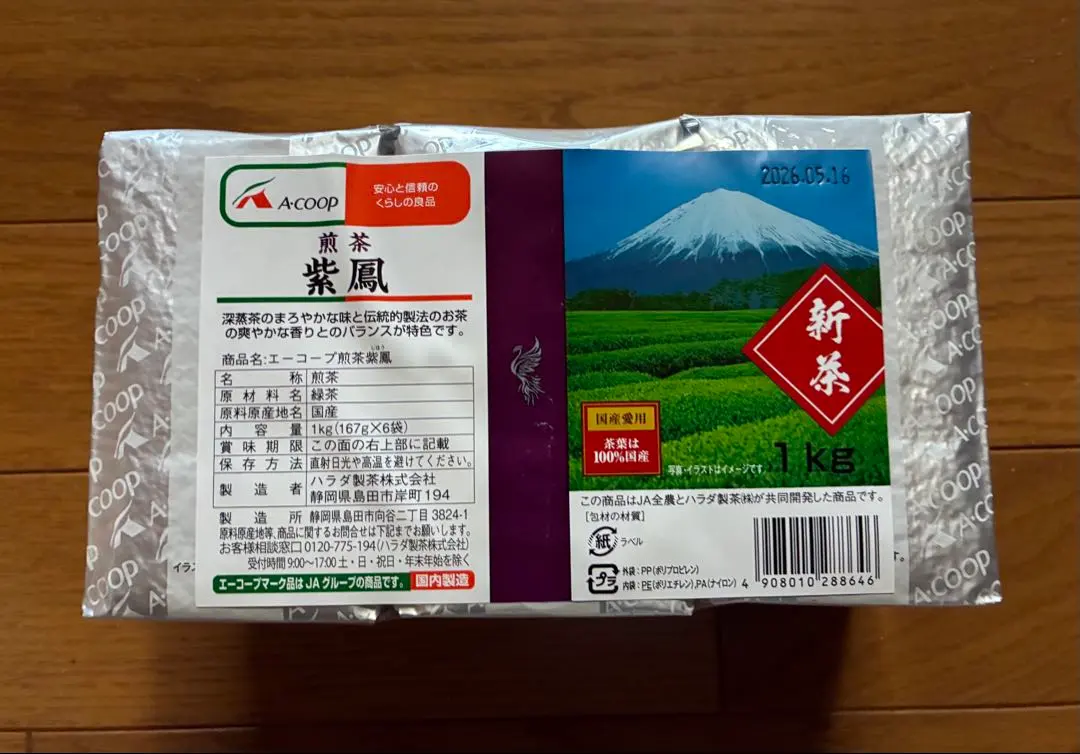 A·COOP
安心と信頼の
くらしの良品
煎茶
紫鳳
深蒸茶のまろやかな味と伝統的製法のお茶
の爽やかな香りとのバランスが特色です。
商品名:エーコープ煎茶紫鳳
しほう
名称 煎茶
原材料名 緑茶
原料原産地名 国産
内容量 1kg(167g×6袋)
賞味期限 この面の右上部に記載
保存方法 直射日光や高温を避けてください。
製造者 ハラダ製茶株式会社
静岡県島田市岸町194
製造所 静岡県島田市向谷二丁目3824-1
原料原産地等、商品に関するお問合せは下記までお願いします。
お客様相談窓口 0120-775-194(ハラダ製茶株式会社)
受付時間 9:00〜17:00 土・日・祝日・年末年始を除く
エーコープマーク品はJAグループの商品です。 国内製造
2026.05.16
新茶
国産愛用
茶葉は
100%国産
写真・イラストはイメージです。
1kg
この商品はJA全農とハラダ製茶㈱が共同開発した商品です。
[包材の材質]
紙 ラベル
プラ 外袋:PP(ポリプロピレン)
内袋:PE(ポリエチレン),PA(ナイロン)
4 908010 288646
イラス
す。
A·COOP
A·COOP
A·COOP
A·COOP
A·COOP